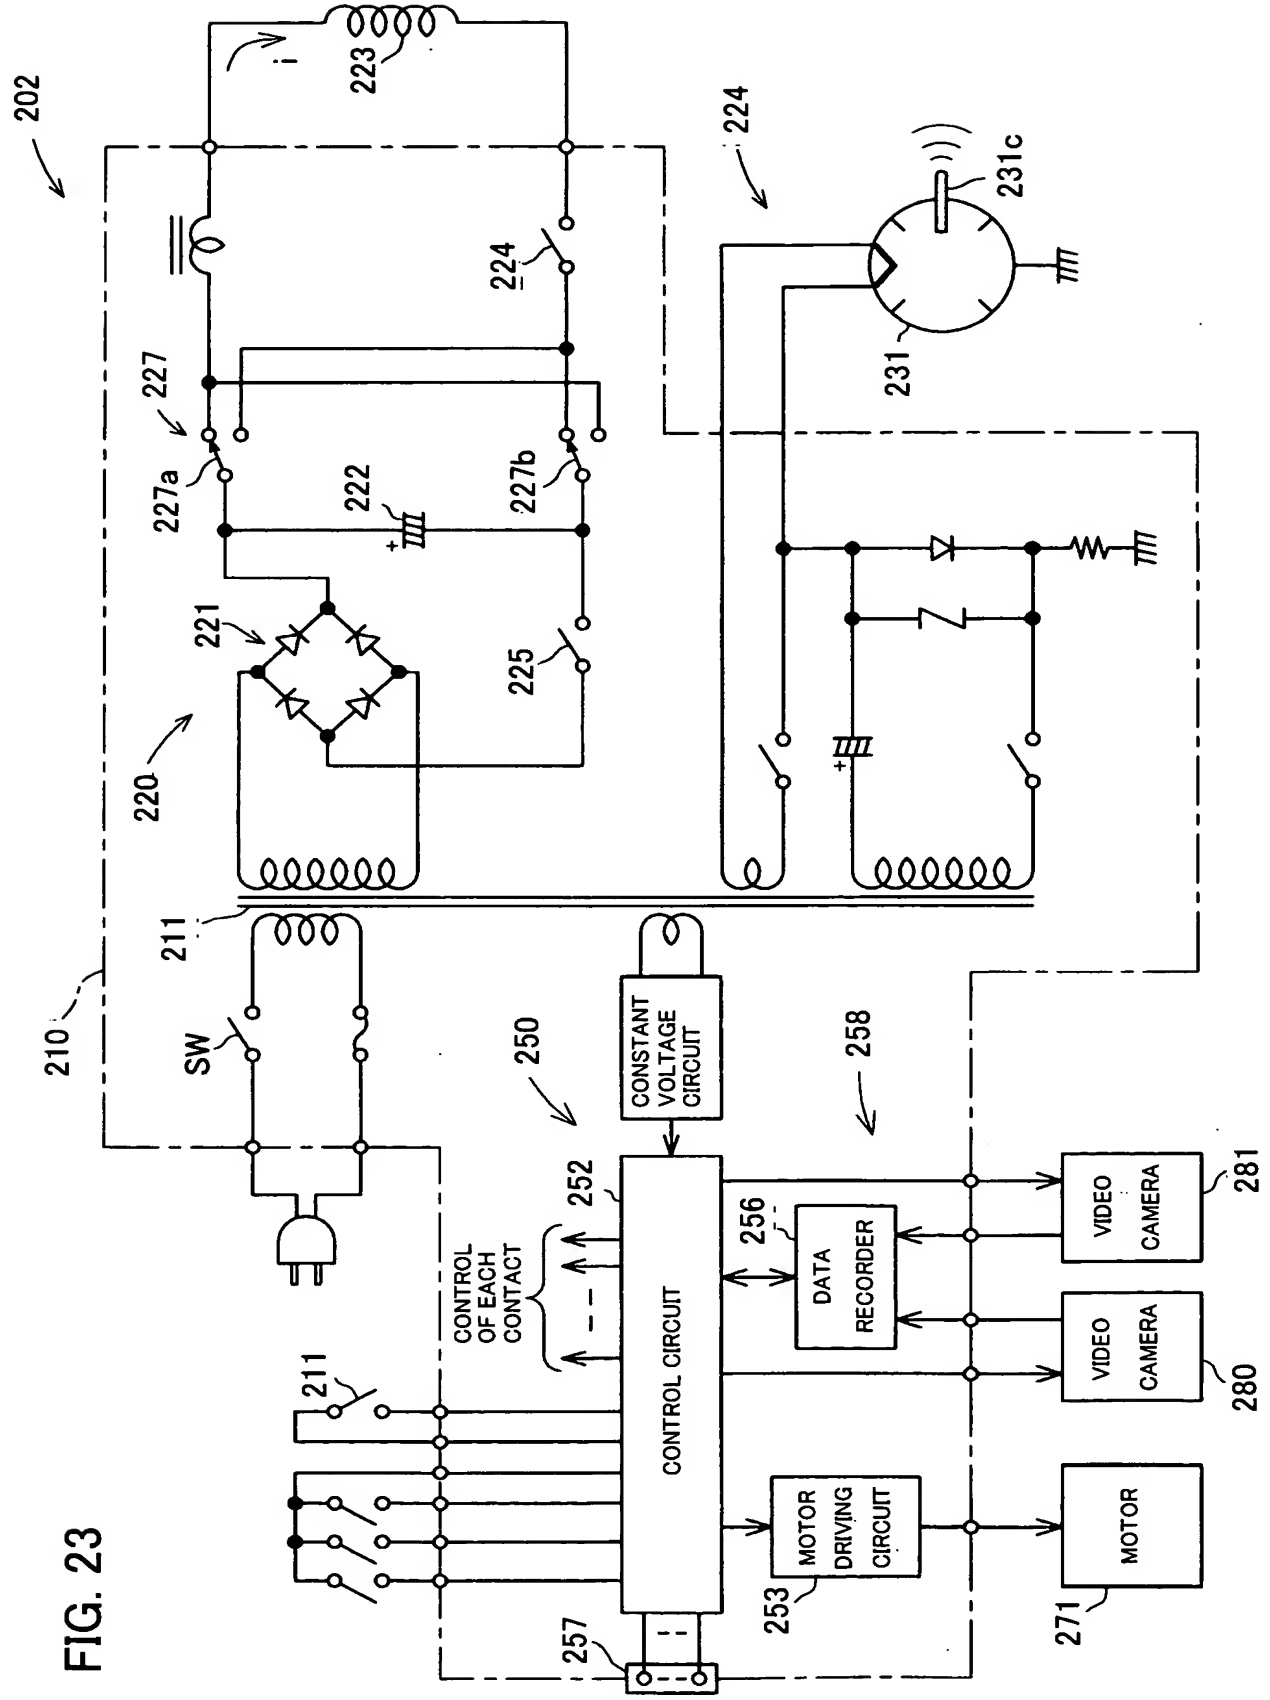 FIG. 23
202
210
SW
211
220
221
225
222
227
227a
227b
224
223
i
+
224
231
231c
+
250
CONSTANT
VOLTAGE
CIRCUIT
258
252
CONTROL
OF EACH
CONTACT
211
CONTROL CIRCUIT
257
256
DATA
RECORDER
253
MOTOR
DRIVING
CIRCUIT
271
MOTOR
280
VIDEO
CAMERA
281
VIDEO
CAMERA